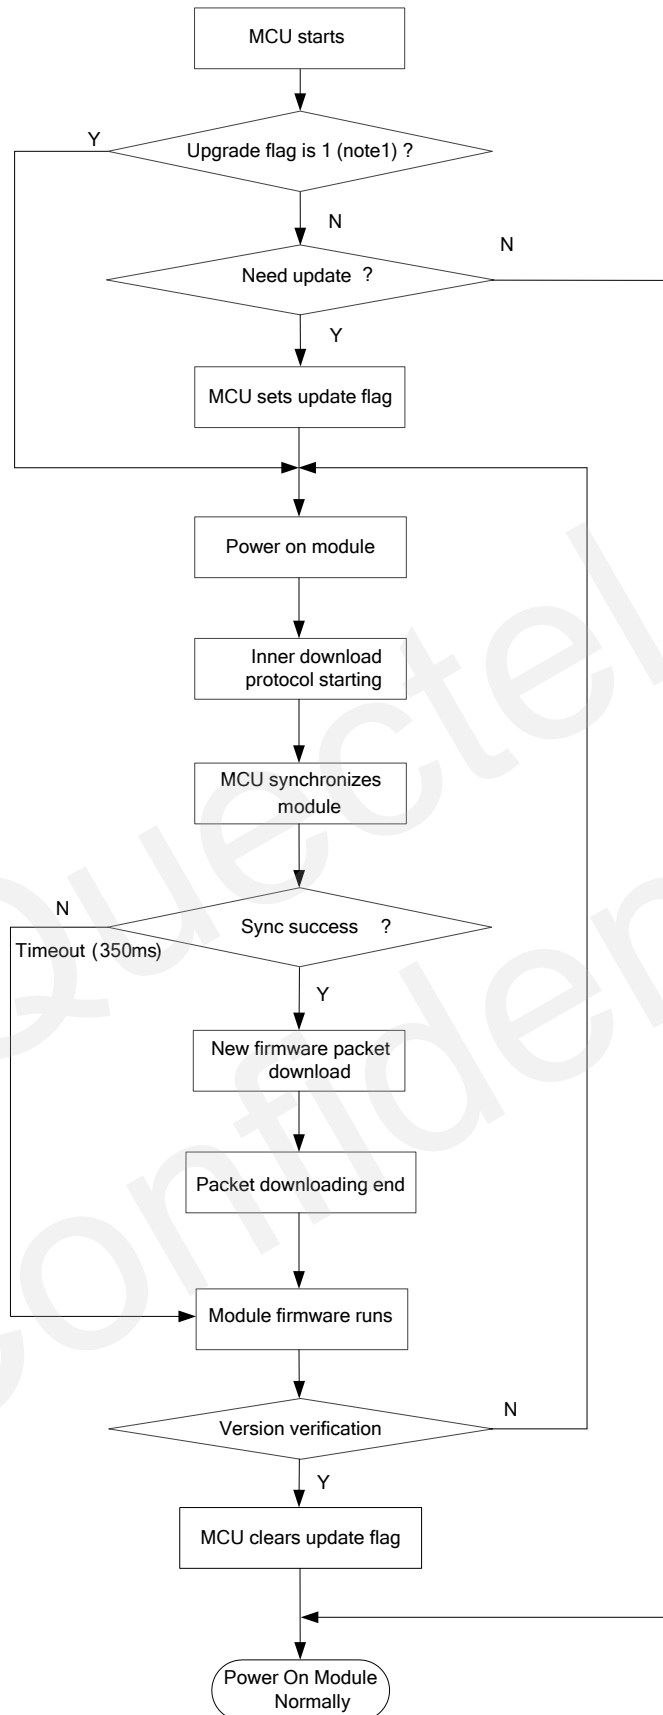 MCU starts
Y
Upgrade flag is 1 (note1) ?
N
N
Need update ?
Y
MCU sets update flag
Power on module
Inner download
protocol starting
MCU synchronizes
module
N
Sync success ?
Timeout (350ms)
Y
New firmware packet
download
Packet downloading end
Module firmware runs
N
Version verification
Y
MCU clears update flag
Power On Module
Normally
Quectel
Confiden